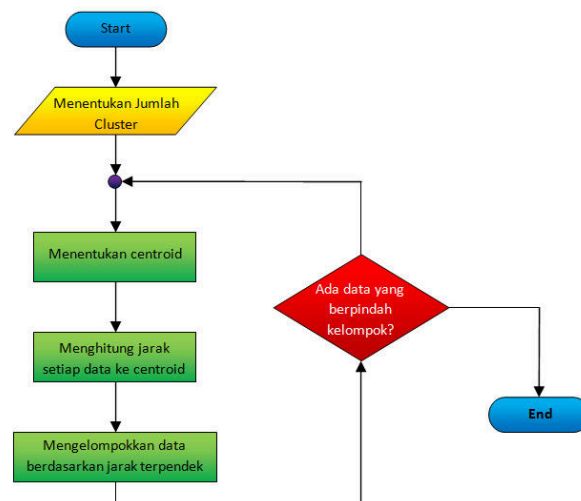 Start
Menentukan Jumlah
Cluster
Menentukan centroid
Menghitung jarak
setiap data ke centroid
Mengelompokkan data
berdasarkan jarak terpendek
Ada data yang
berpindah
kelompok?
End